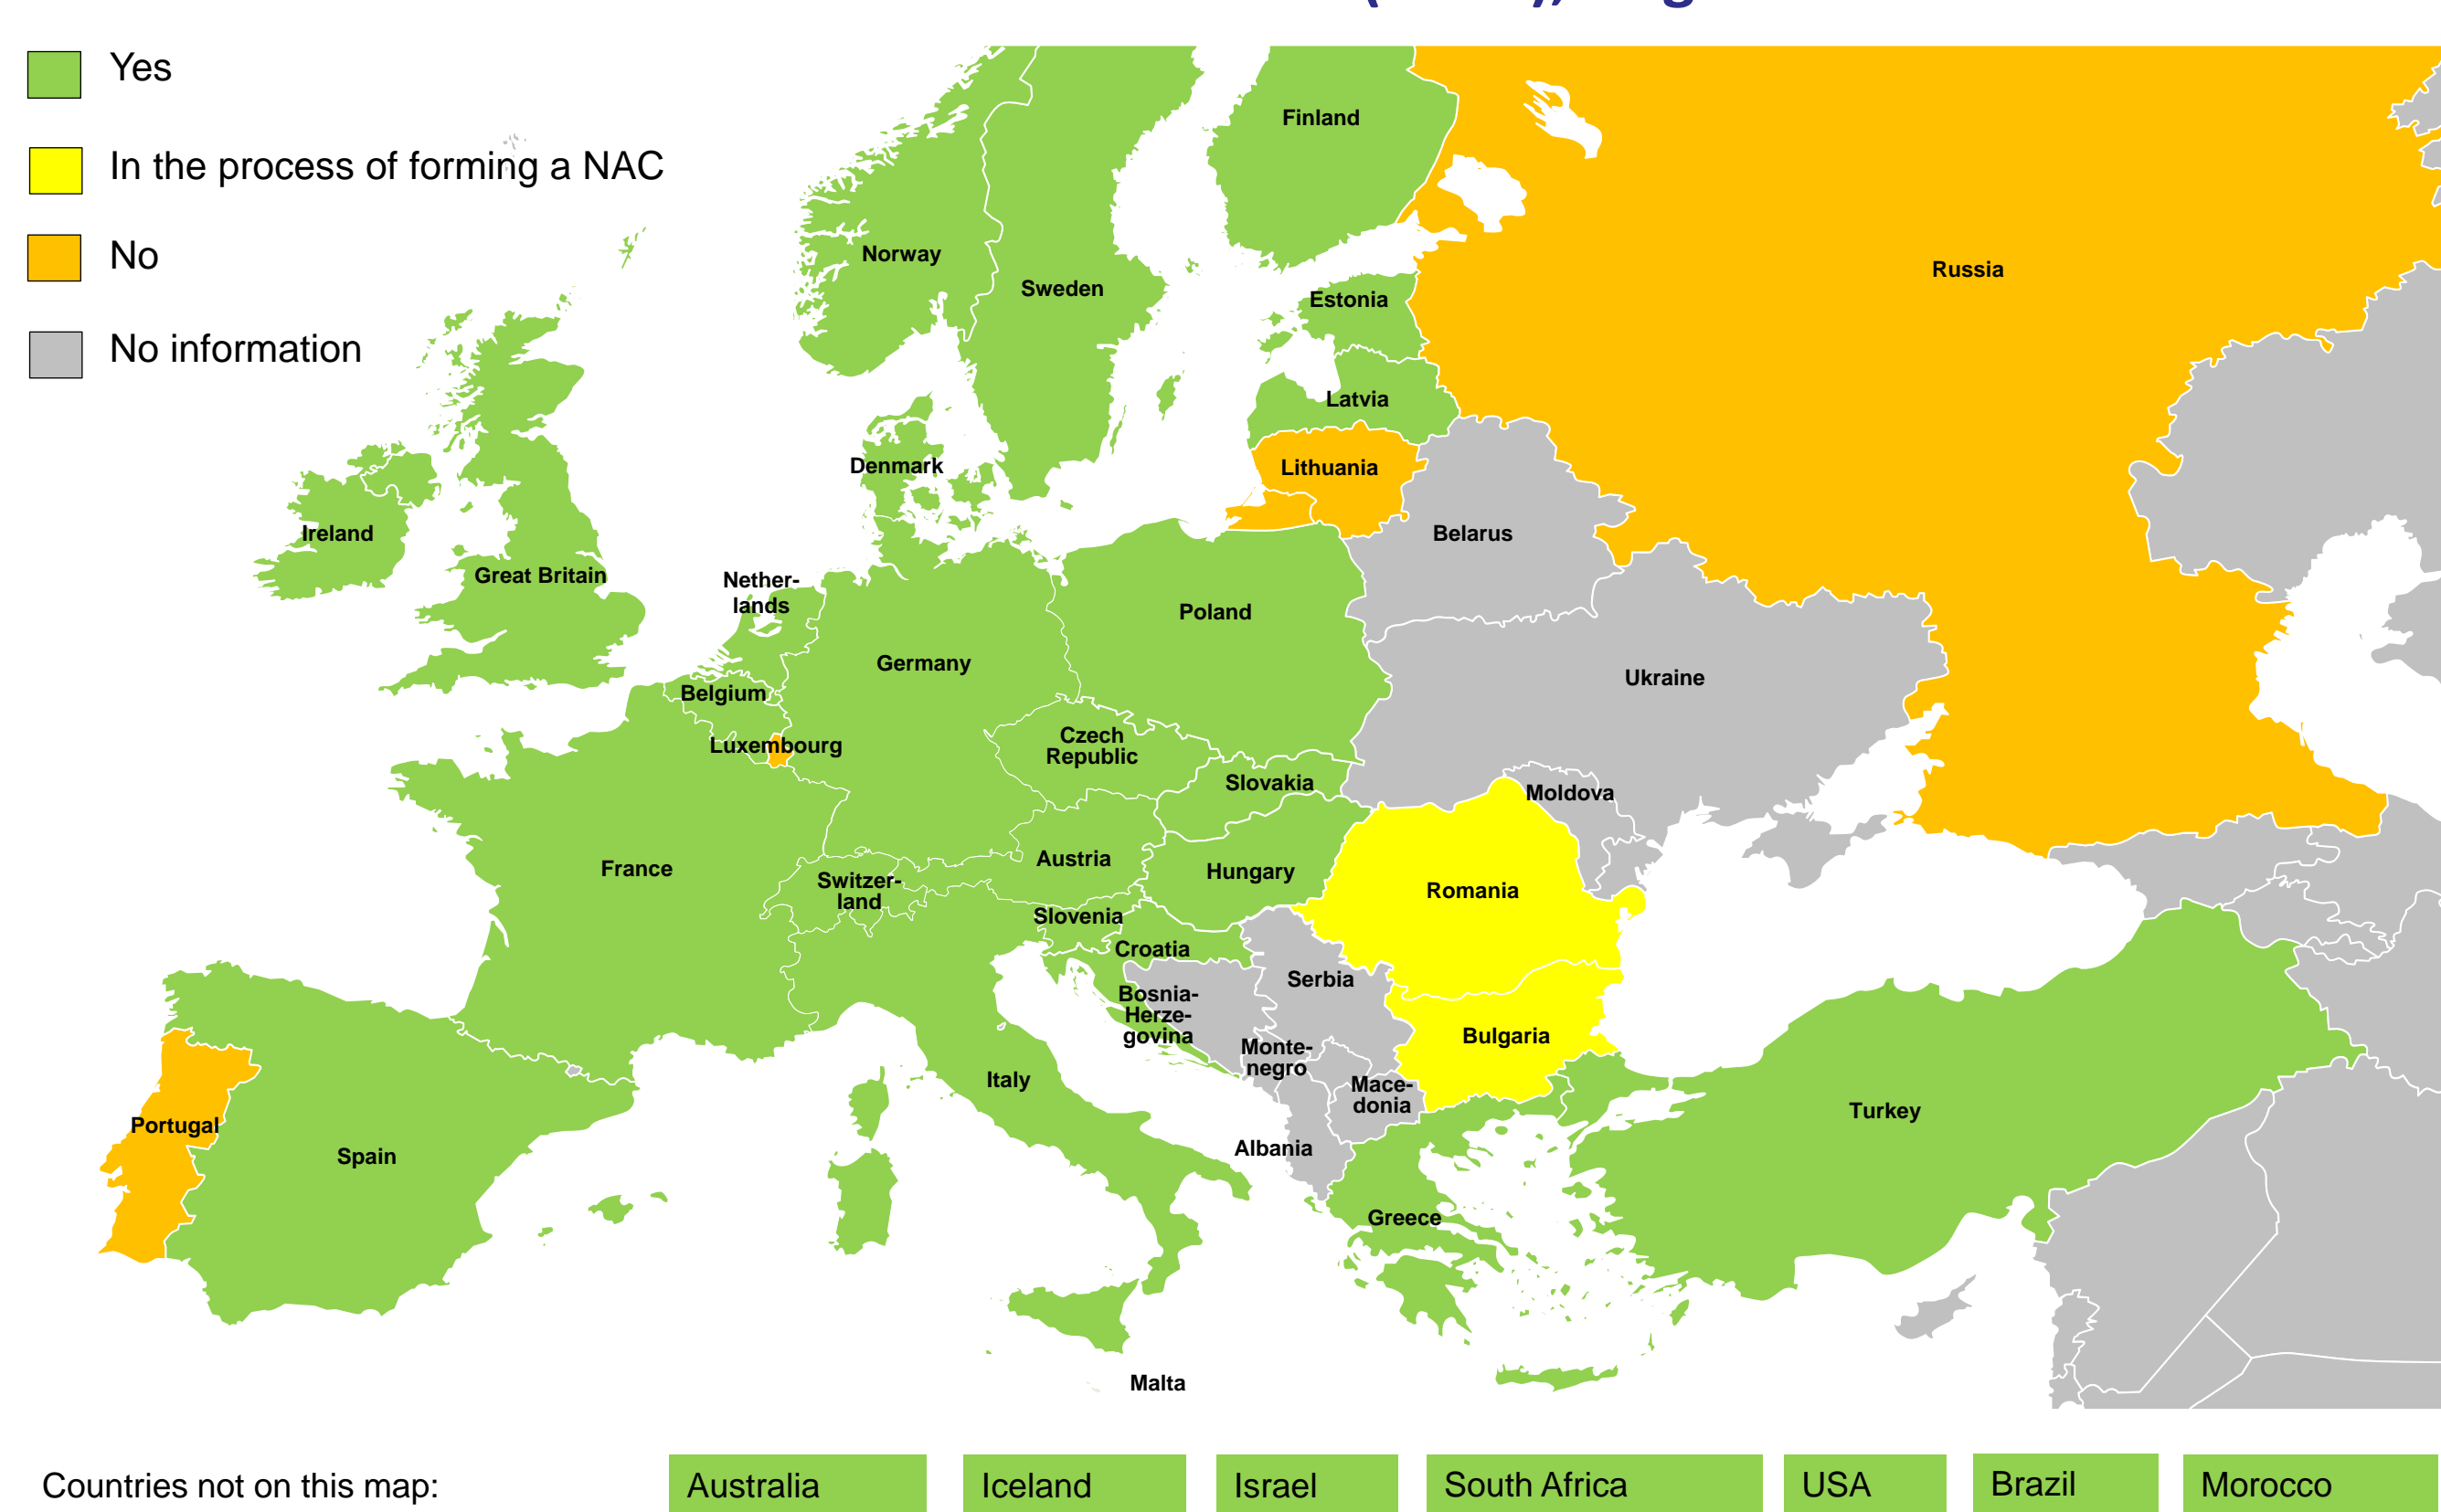 Yes
In the process of forming a NAC
No
No information
Finland
Norway
Sweden
Russia
Estonia
Latvia
Denmark
Lithuania
Ireland
Belarus
Great Britain
Nether-
lands
Poland
Germany
Ukraine
Belgium
Luxembourg
Czech
Republic
Slovakia
Moldova
France
Austria
Hungary
Switzer-
land
Romania
Slovenia
Croatia
Serbia
Bosnia-
Herze-
govina
Bulgaria
Monte-
negro
Italy
Mace-
donia
Turkey
Portugal
Spain
Albania
Greece
Malta
Countries not on this map:
Australia
Iceland
Israel
South Africa
USA
Brazil
Morocco